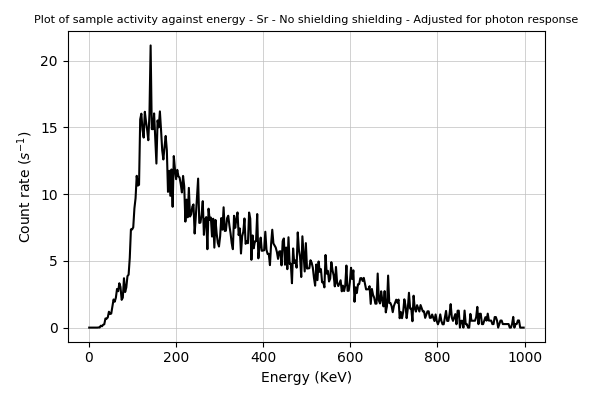 Plot of sample activity against energy - Sr - No shielding shielding - Adjusted for photon response
20
15
10
5
0
Count rate (s⁻¹)
0 200 400 600 800 1000
Energy (KeV)